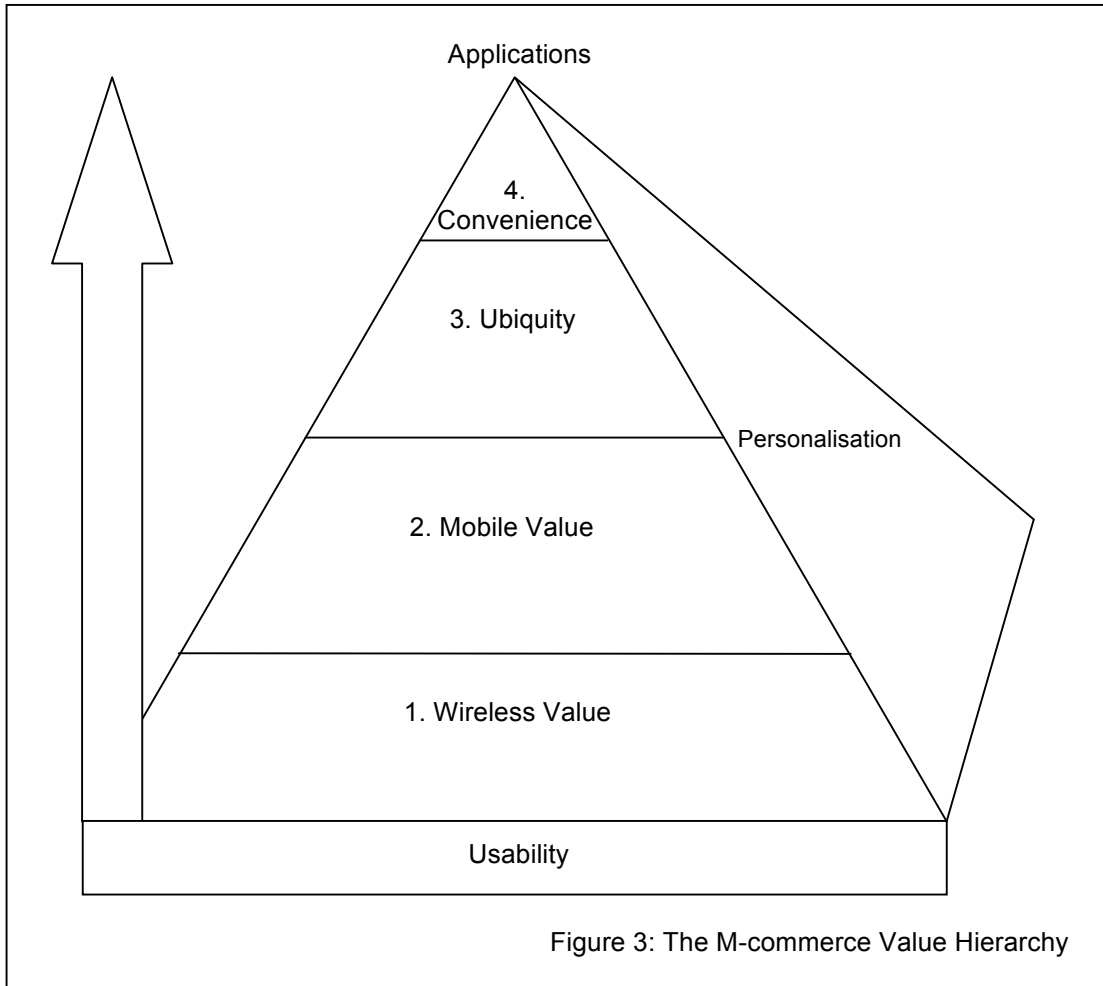 Applications
4.
Convenience
3. Ubiquity
Personalisation
2. Mobile Value
1. Wireless Value
Usability
Figure 3: The M-commerce Value Hierarchy